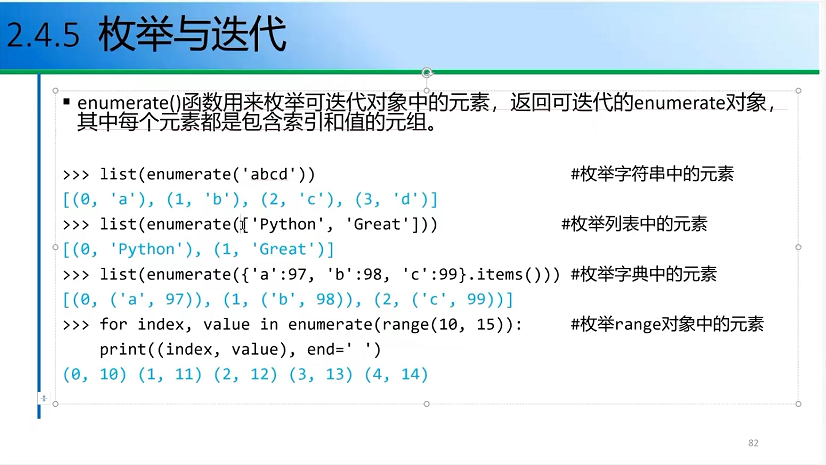 2.4.5 枚举与迭代
▪ enumerate()函数用来枚举可迭代对象中的元素，返回可迭代的enumerate对象，
其中每个元素都是包含索引和值的元组。
>>> list(enumerate('abcd')) #枚举字符串中的元素
[(0, 'a'), (1, 'b'), (2, 'c'), (3, 'd')]
>>> list(enumerate(['Python', 'Great'])) #枚举列表中的元素
[(0, 'Python'), (1, 'Great')]
>>> list(enumerate({'a':97, 'b':98, 'c':99}.items())) #枚举字典中的元素
[(0, ('a', 97)), (1, ('b', 98)), (2, ('c', 99))]
>>> for index, value in enumerate(range(10, 15)): #枚举range对象中的元素
print((index, value), end=' ')
(0, 10) (1, 11) (2, 12) (3, 13) (4, 14)
82